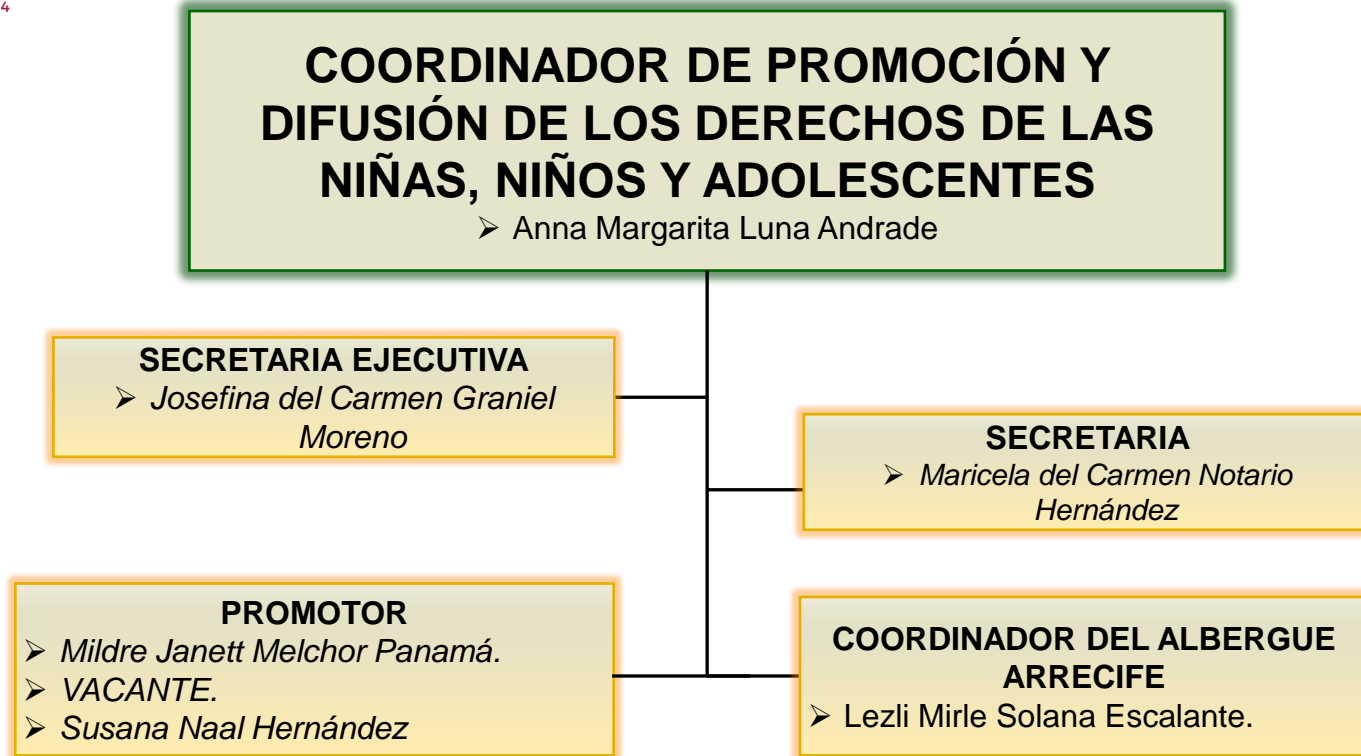 4
COORDINADOR DE PROMOCIÓN Y
DIFUSIÓN DE LOS DERECHOS DE LAS
NIÑAS, NIÑOS Y ADOLESCENTES
➢ Anna Margarita Luna Andrade
SECRETARIA EJECUTIVA
➢ Josefina del Carmen Graniel
Moreno
SECRETARIA
➢ Maricela del Carmen Notario
Hernández
PROMOTOR
➢ Mildre Janett Melchor Panamá.
➢ VACANTE.
➢ Susana Naal Hernández
COORDINADOR DEL ALBERGUE
ARRECIFE
➢ Lezli Mirle Solana Escalante.